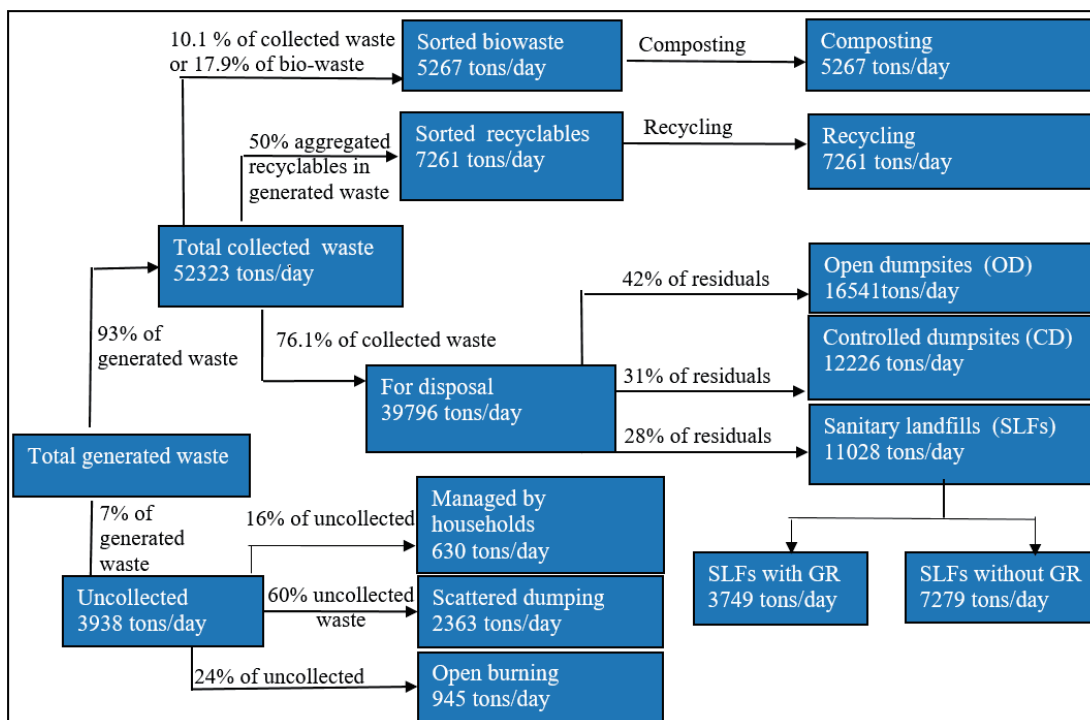 10.1 % of collected waste
or 17.9% of bio-waste
Sorted biowaste
5267 tons/day
Composting
Composting
5267 tons/day
50% aggregated
recyclables in
generated waste
Sorted recyclables
7261 tons/day
Recycling
Recycling
7261 tons/day
Total collected waste
52323 tons/day
93% of
generated waste
76.1% of collected waste
For disposal
39796 tons/day
42% of residuals
Open dumpsites (OD)
16541tons/day
31% of residuals
Controlled dumpsites (CD)
12226 tons/day
28% of residuals
Sanitary landfills (SLFs)
11028 tons/day
SLFs with GR
3749 tons/day
SLFs without GR
7279 tons/day
Total generated waste
7% of
generated
waste
Uncollected
3938 tons/day
16% of uncollected
Managed by
households
630 tons/day
60% uncollected
waste
Scattered dumping
2363 tons/day
24% of uncollected
Open burning
945 tons/day